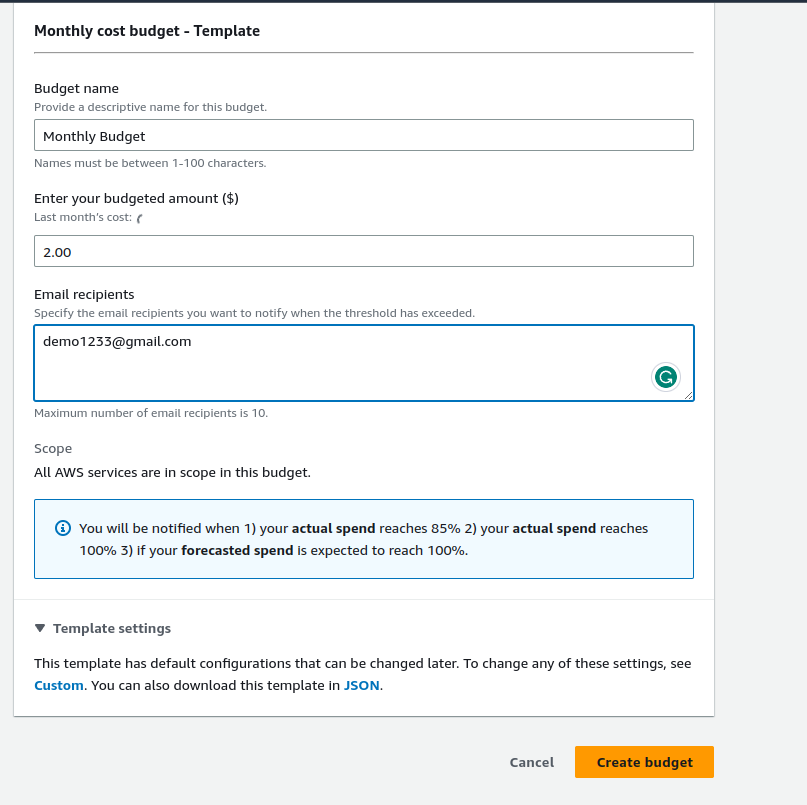 Monthly cost budget - Template
Budget name
Provide a descriptive name for this budget.
Monthly Budget
Names must be between 1-100 characters.
Enter your budgeted amount ($)
Last month's cost:
2.00
Email recipients
Specify the email recipients you want to notify when the threshold has exceeded.
demo1233@gmail.com
Maximum number of email recipients is 10.
Scope
All AWS services are in scope in this budget.
You will be notified when 1) your actual spend reaches 85% 2) your actual spend reaches
100% 3) if your forecasted spend is expected to reach 100%.
Template settings
This template has default configurations that can be changed later. To change any of these settings, see
Custom. You can also download this template in JSON.
Cancel
Create budget